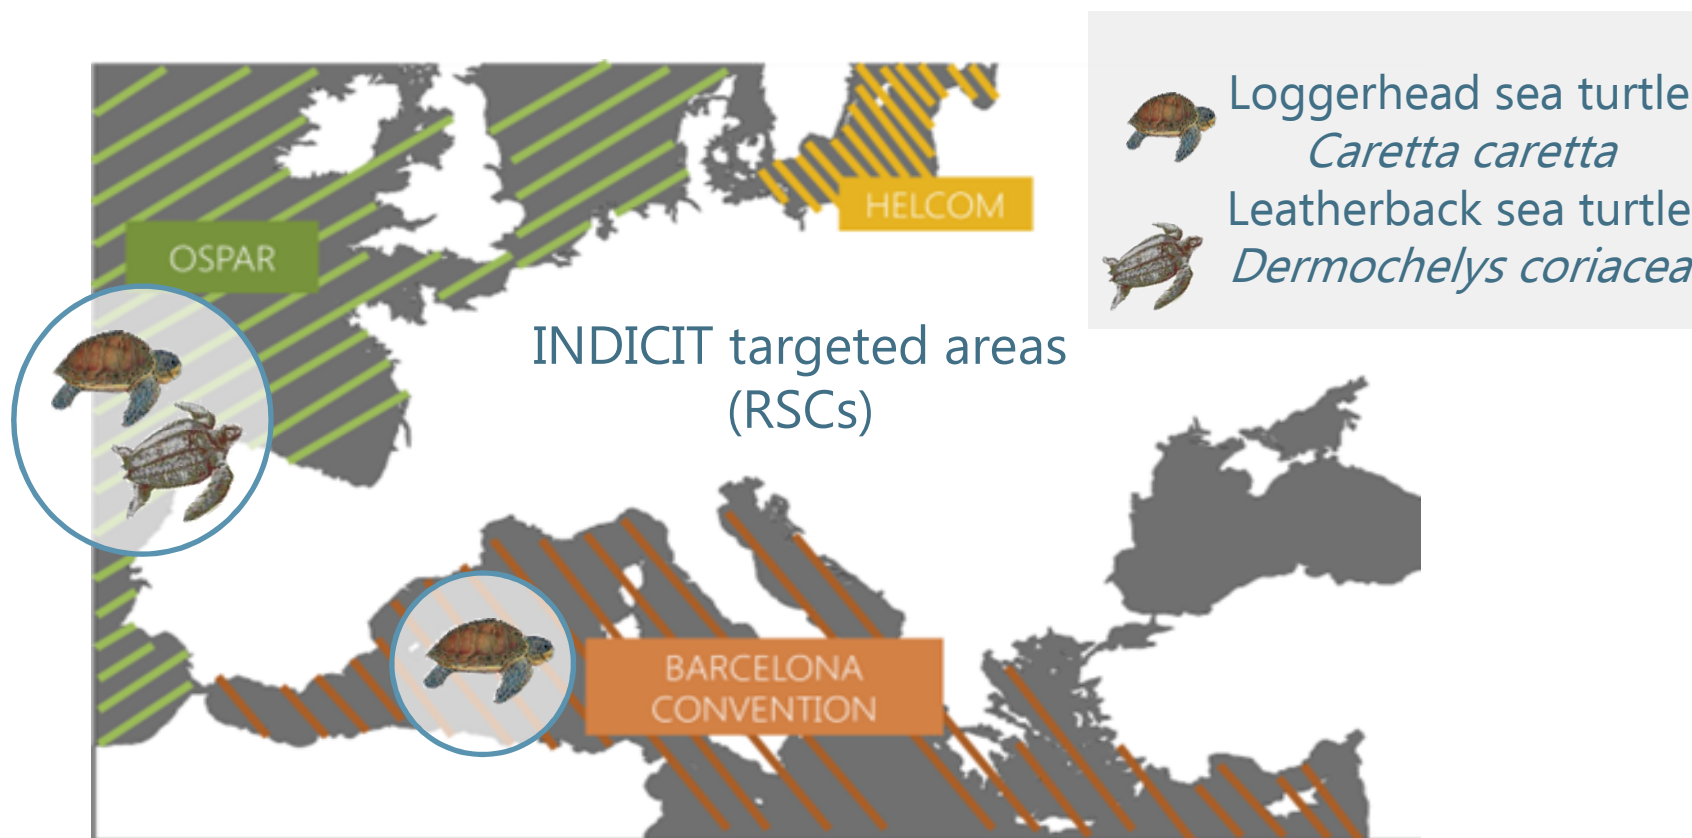 Loggerhead sea turtle
Caretta caretta
Leatherback sea turtle
Dermochelys coriacea
HELCOM
OSPAR
INDICIT targeted areas
(RSCs)
BARCELONA
CONVENTION